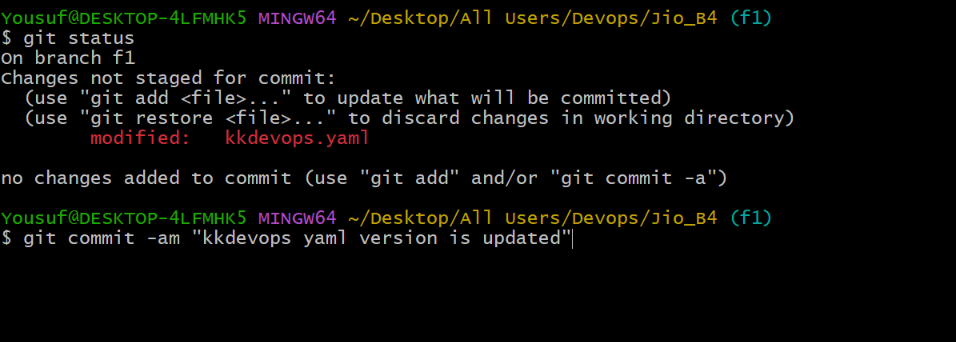 Yousuf@DESKTOP-4LFMHK5 MINGW64 ~/Desktop/All Users/Devops/Jio_B4 (f1)
$ git status
On branch f1
Changes not staged for commit:
  (use "git add <file>..." to update what will be committed)
  (use "git restore <file>..." to discard changes in working directory)
        modified:   kkdevops.yaml

no changes added to commit (use "git add" and/or "git commit -a")

Yousuf@DESKTOP-4LFMHK5 MINGW64 ~/Desktop/All Users/Devops/Jio_B4 (f1)
$ git commit -am "kkdevops yaml version is updated"